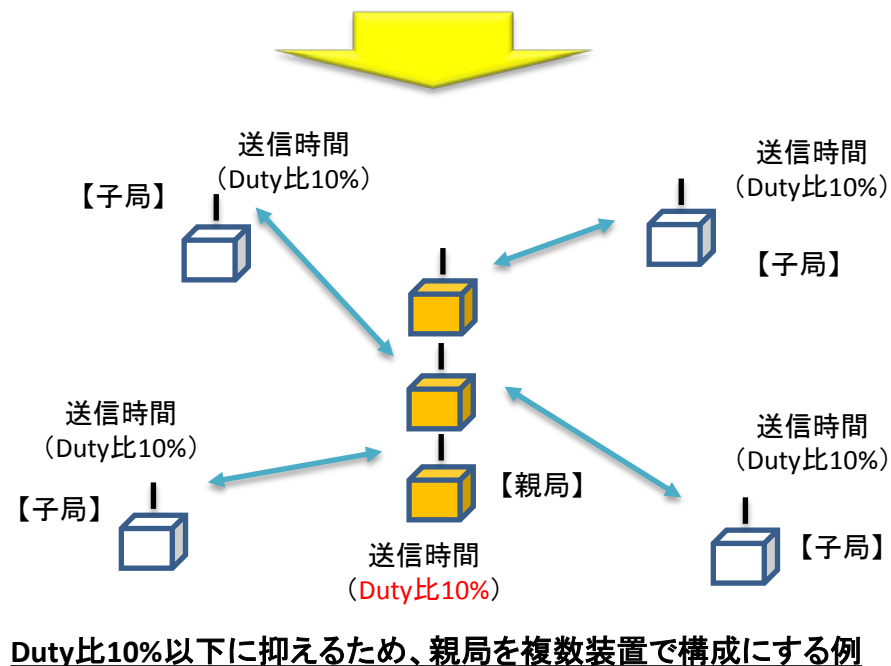 送信時間
（Duty比10%）
【子局】
送信時間
（Duty比10%）
【子局】
送信時間
（Duty比10%）
【子局】
送信時間
（Duty比10%）
【子局】
【親局】
送信時間
（Duty比10%）
Duty比10%以下に抑えるため、親局を複数装置で構成にする例